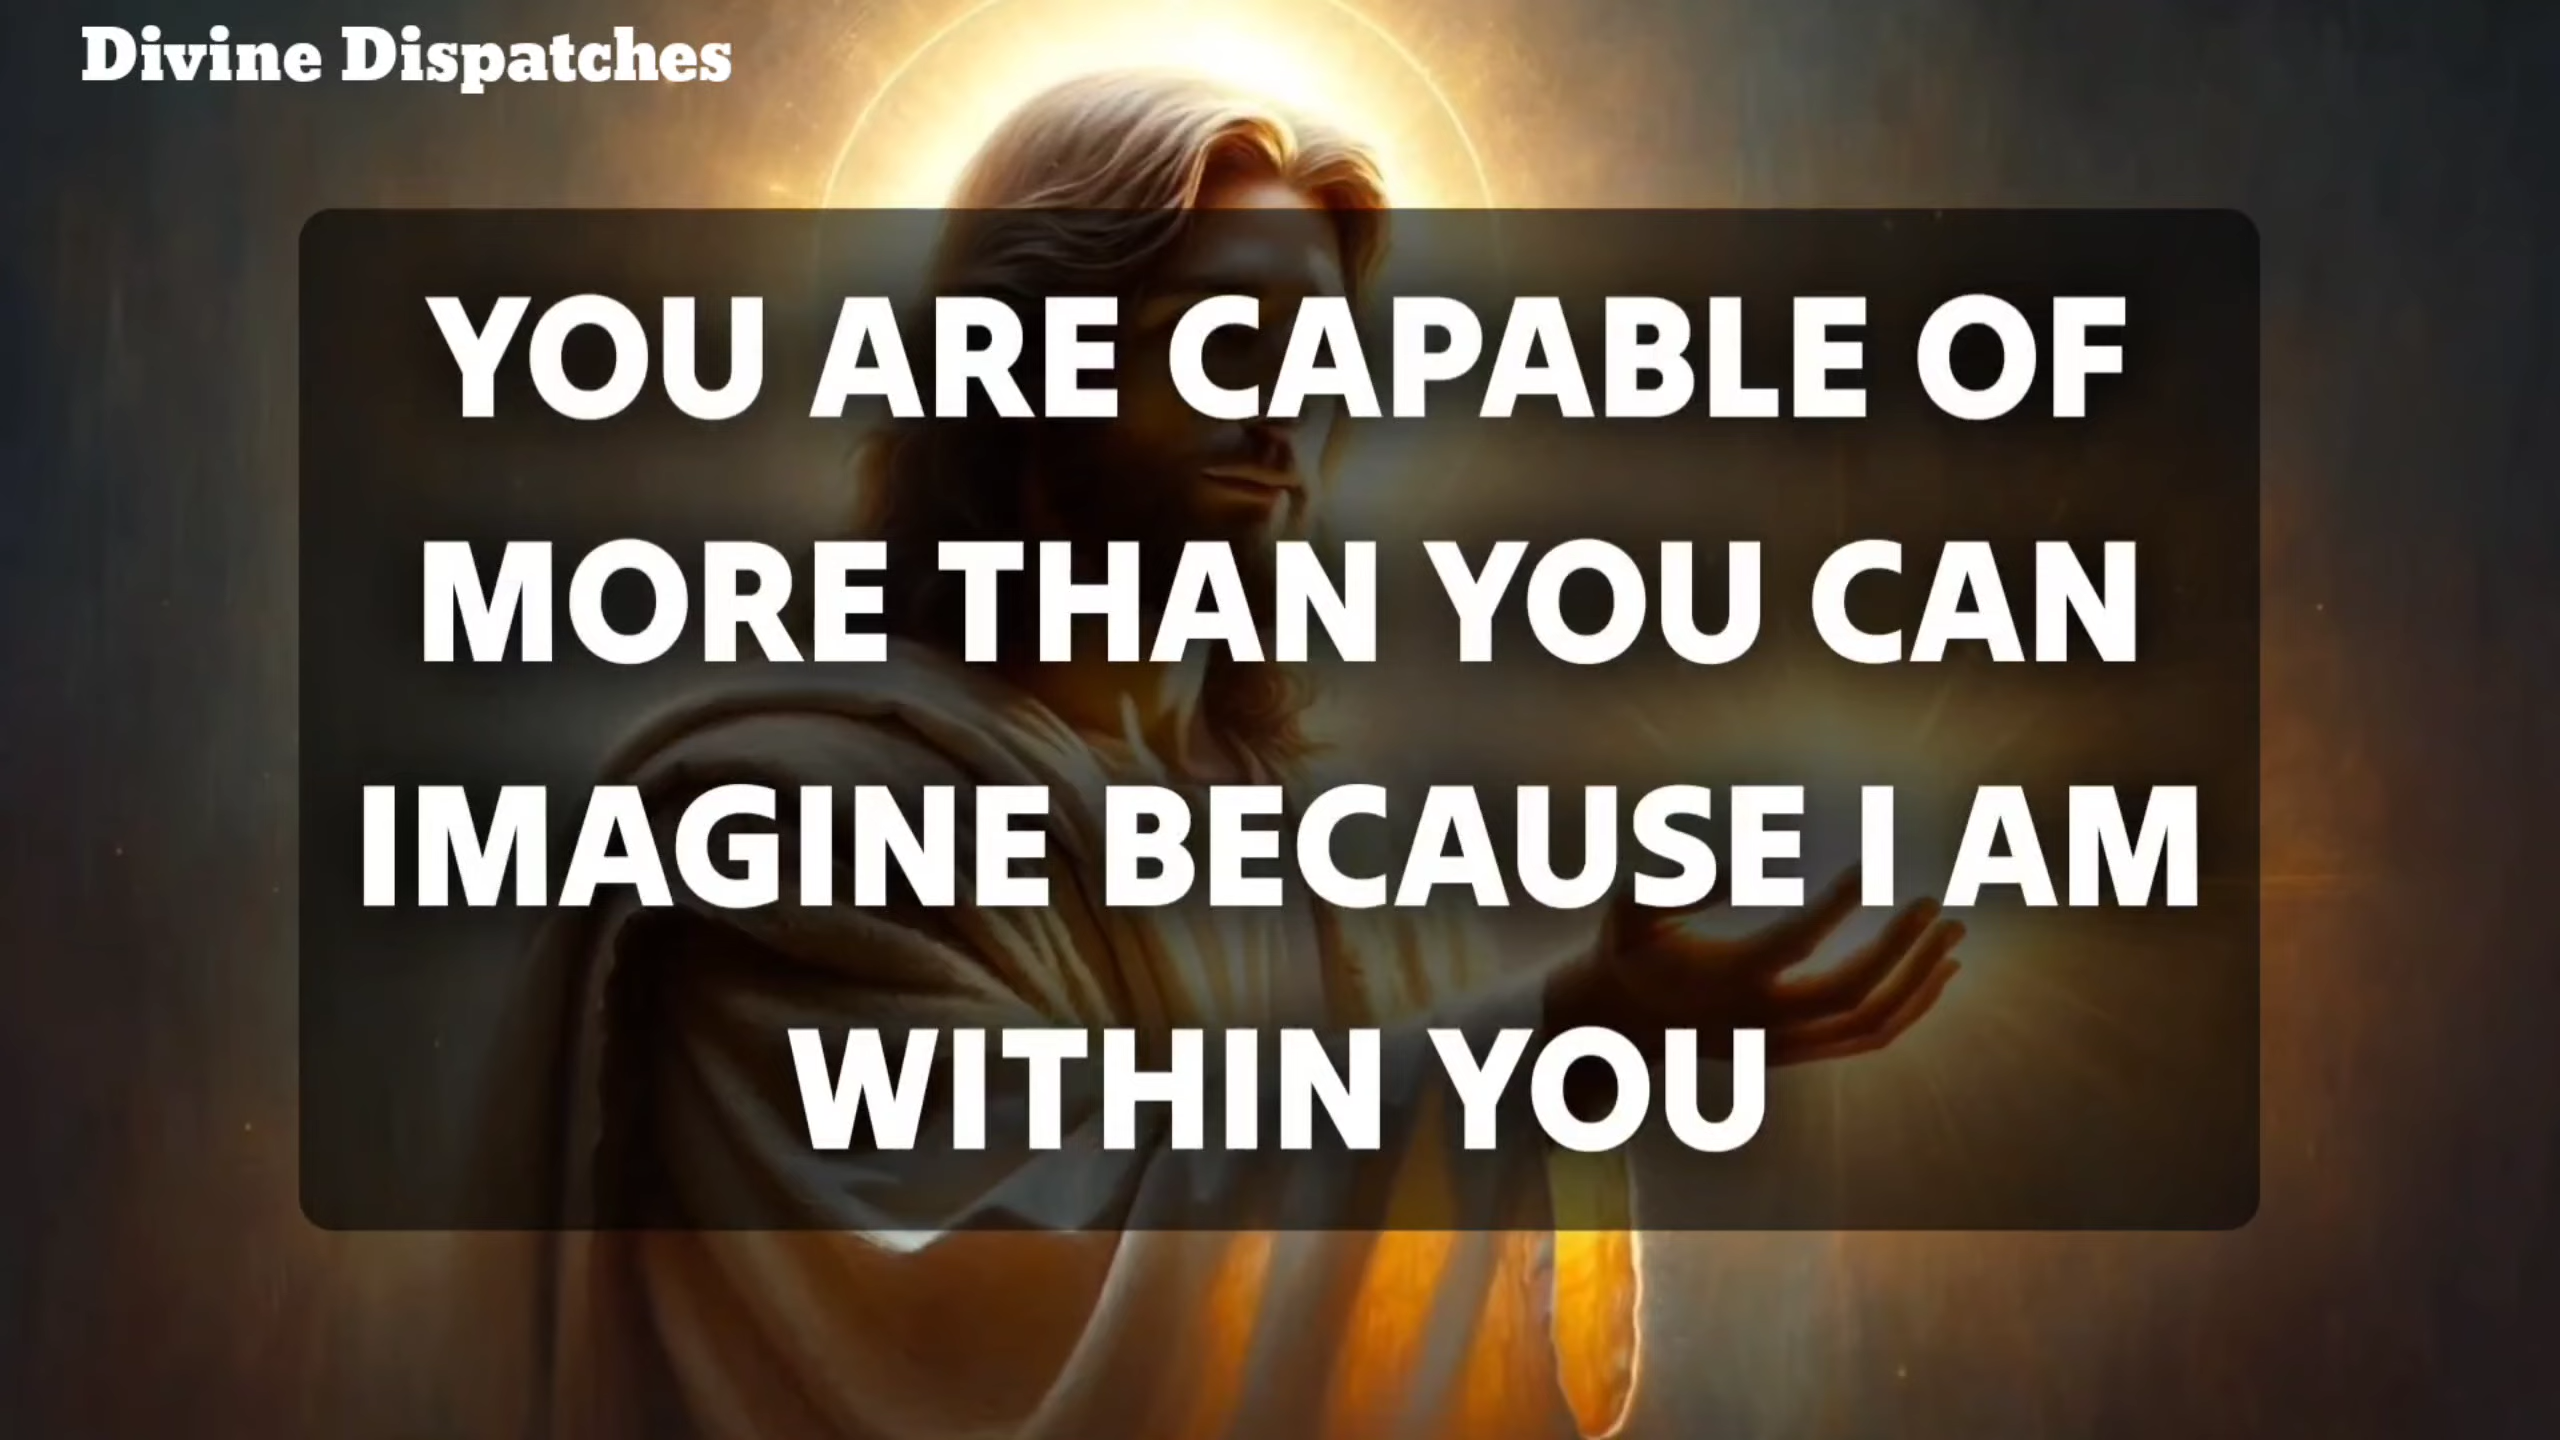 Divine Dispatches
YOU ARE CAPABLE OF
MORE THAN YOU CAN
IMAGINE BECAUSE I AM
WITHIN YOU